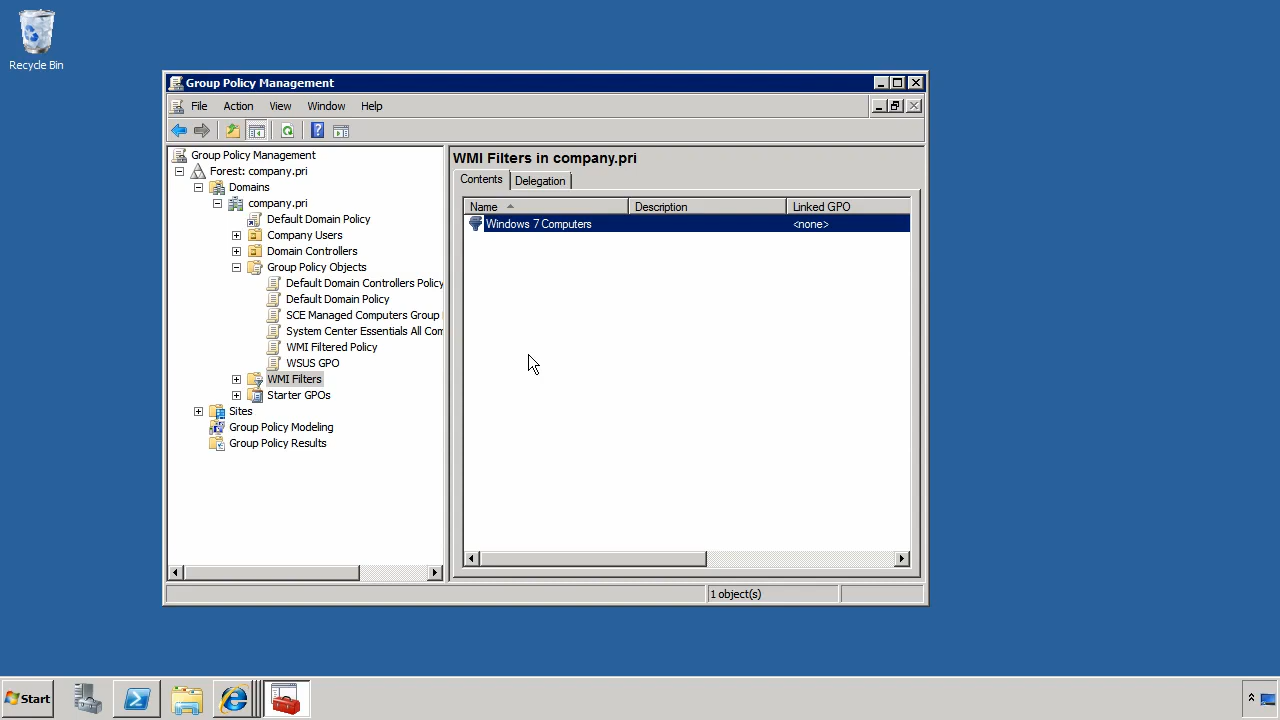 Recycle Bin
Group Policy Management
File Action View Window Help
Group Policy Management
Forest: company.pri
Domains
company.pri
Default Domain Policy
Company Users
Domain Controllers
Group Policy Objects
Default Domain Controllers Policy
Default Domain Policy
SCE Managed Computers Group
System Center Essentials All Com
WMI Filtered Policy
WSUS GPO
WMI Filters
Starter GPOs
Sites
Group Policy Modeling
Group Policy Results
WMI Filters in company.pri
Contents Delegation
Name Description Linked GPO
Windows 7 Computers <none>
1 object(s)
Start